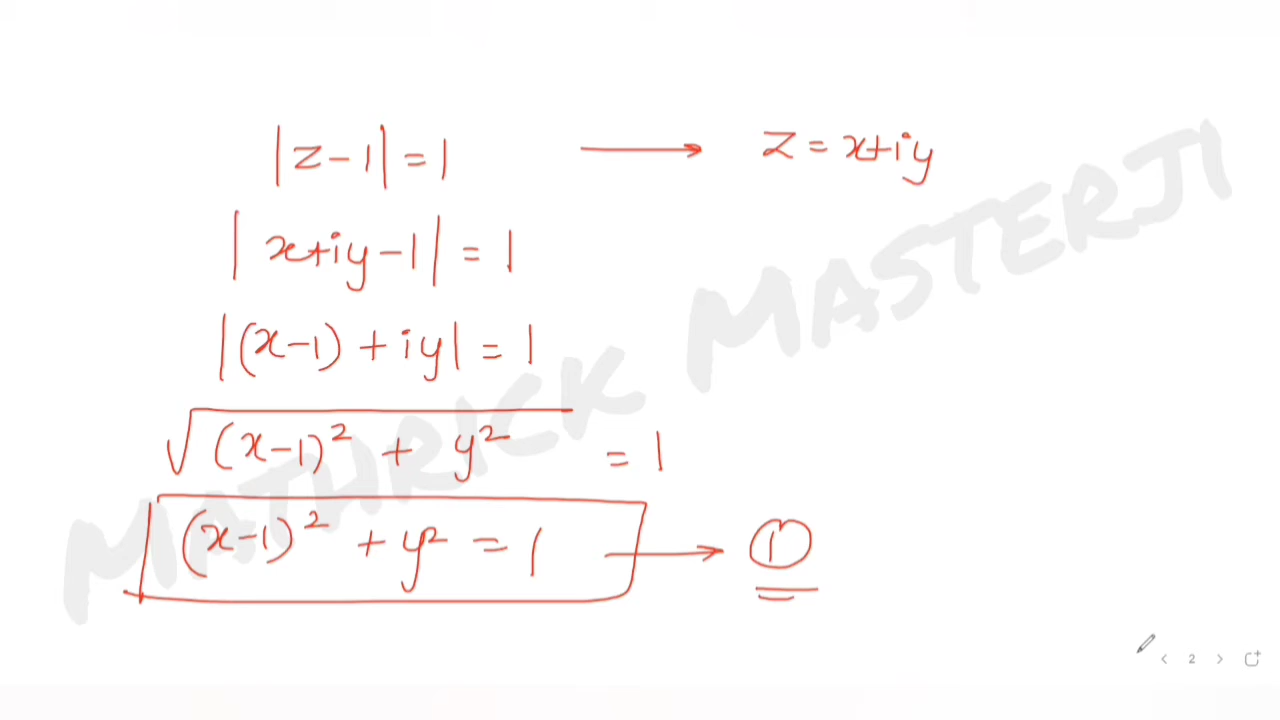 |z-1| = 1 ⟶ z = x+iy
|x+iy-1| = 1
|(x-1)+iy| = 1
√((x-1)² + y²) = 1
(x-1)² + y² = 1 ⟶ ①
MATHRICK MASTERJI
< 2 >